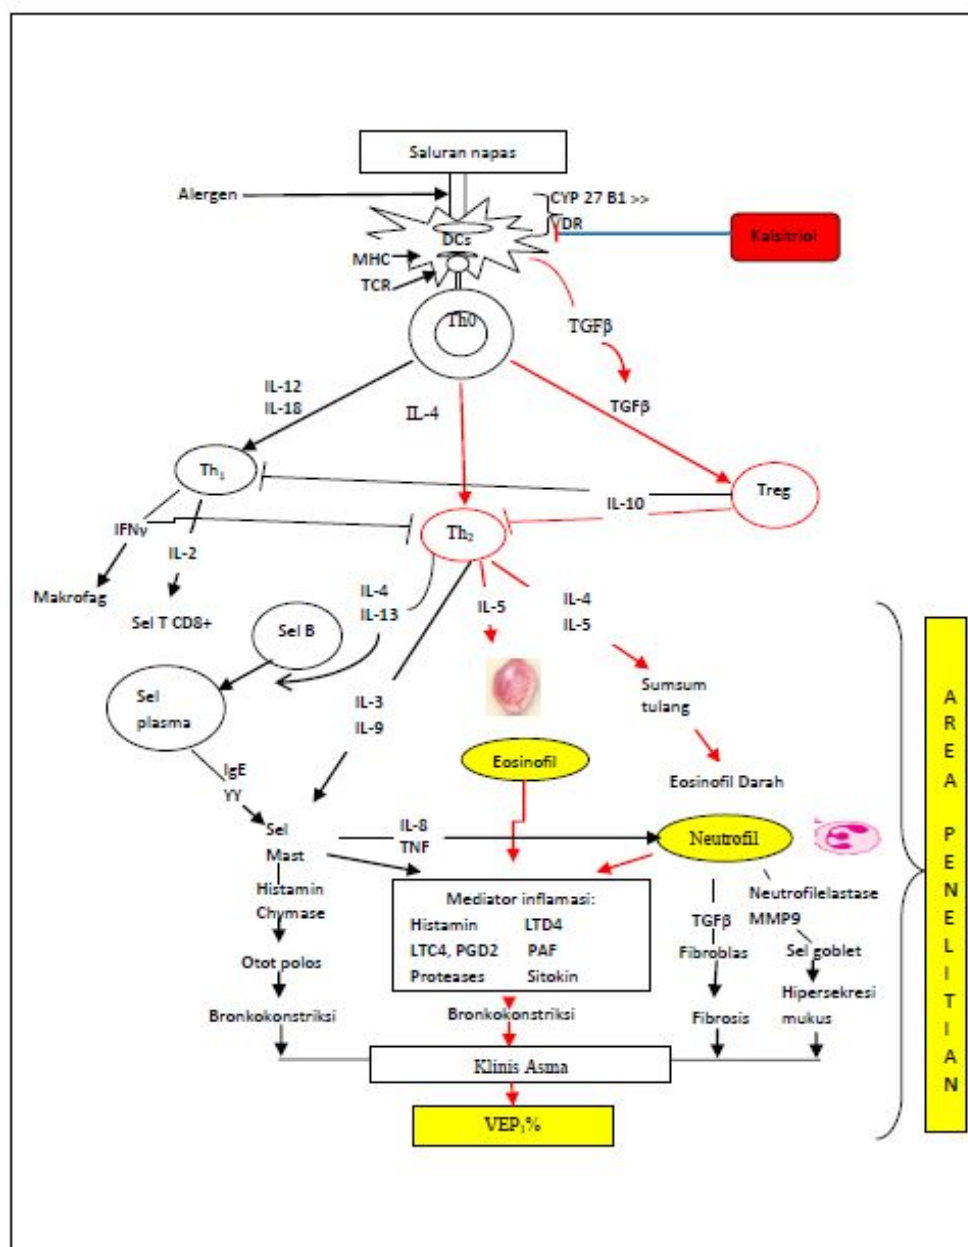 Saluran napas
Alergen
CYP 27 B1 >>
VDR
Kalsitriol
DCs
MHC
TCR
Th0
TGFβ
IL-12
IL-18
IL-4
TGFβ
Th₁
Treg
IL-10
IFNγ
Th₂
IL-2
Makrofag
IL-4
IL-13
IL-5
IL-4
IL-5
Sel T CD8+
Sel B
Sel
plasma
IL-3
IL-9
Sumsum
tulang
Eosinofil
IgE
YY
Eosinofil Darah
Sel
Mast
IL-8
TNF
Neutrofil
Histamin
Chymase
Mediator inflamasi:
Histamin LTD4
LTC4, PGD2 PAF
Proteases Sitokin
TGFβ
Fibroblas
Neutrofilelastase
MMP9
Sel goblet
Otot polos
Hipersekresi
mukus
Bronkokonstriksi
Bronkokonstriksi
Fibrosis
Klinis Asma
VEP₁%
AREA PENELITIAN